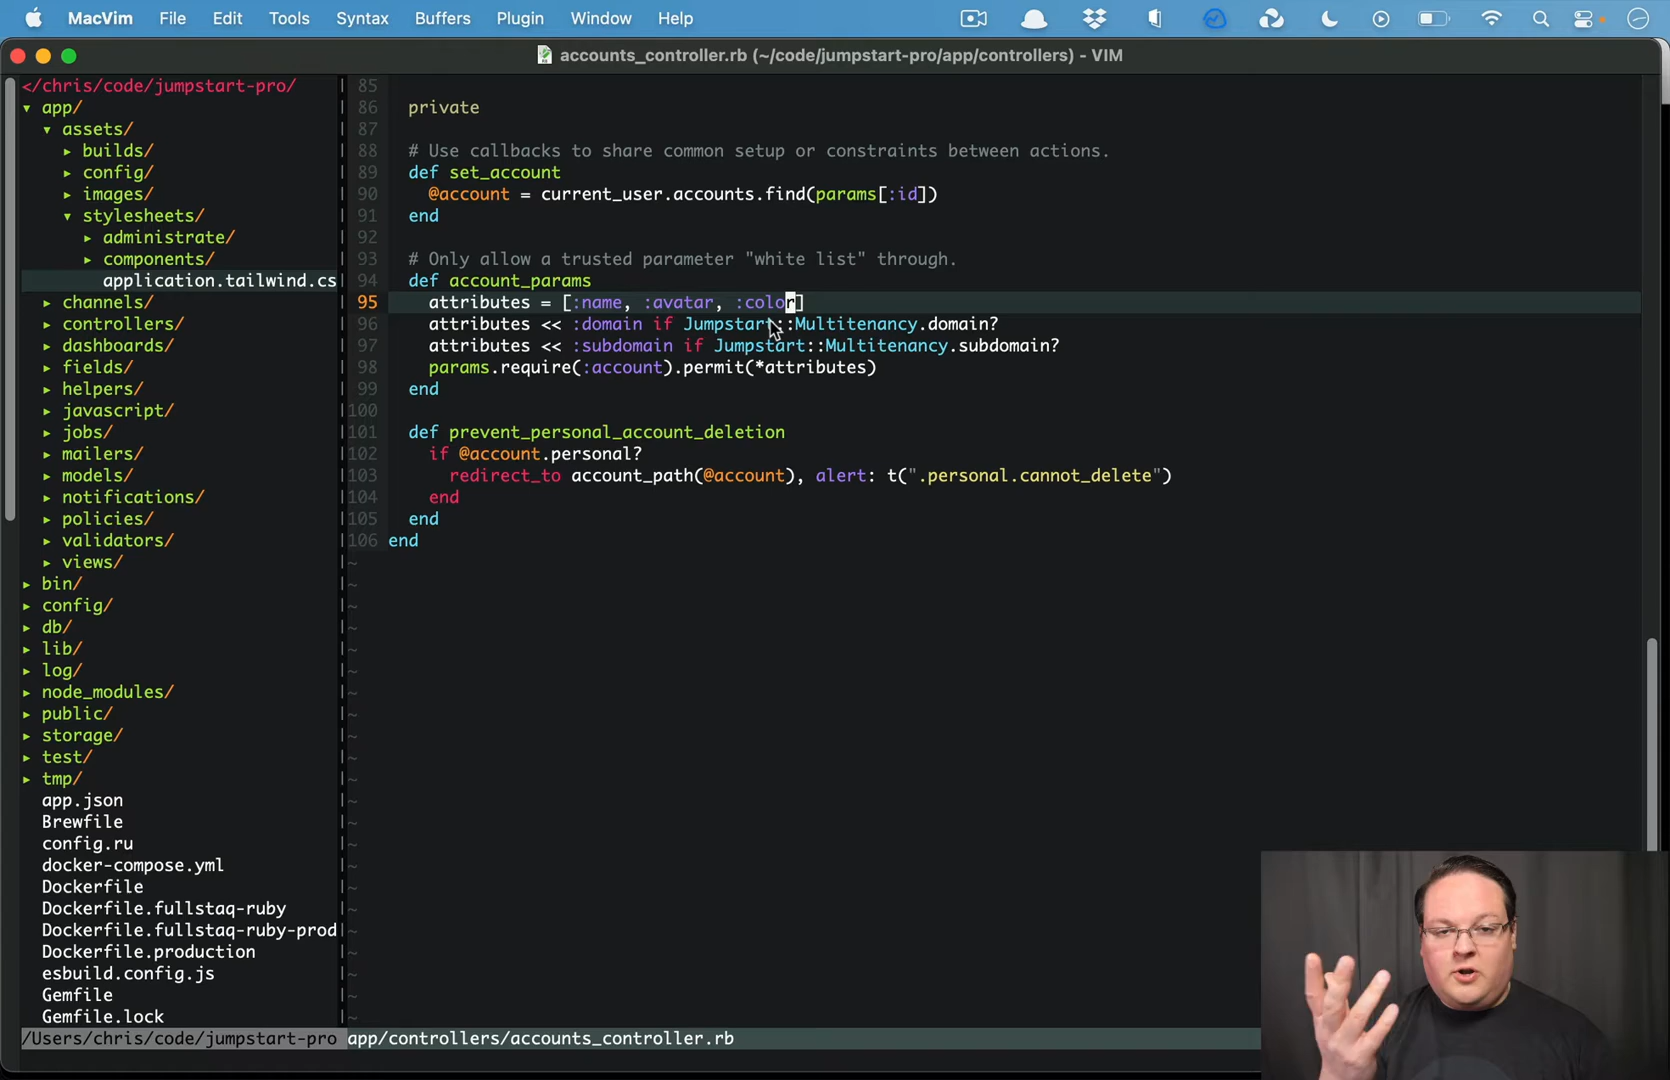 MacVim File Edit Tools Syntax Buffers Plugin Window Help
accounts_controller.rb (~/code/jumpstart-pro/app/controllers) - VIM
</chris/code/jumpstart-pro/
▾ app/
▾ assets/
▸ builds/
▸ config/
▸ images/
▾ stylesheets/
▸ administrate/
▸ components/
application.tailwind.cs
▸ channels/
▸ controllers/
▸ dashboards/
▸ fields/
▸ helpers/
▸ javascript/
▸ jobs/
▸ mailers/
▸ models/
▸ notifications/
▸ policies/
▸ validators/
▸ views/
▸ bin/
▸ config/
▸ db/
▸ lib/
▸ log/
▸ node_modules/
▸ public/
▸ storage/
▸ test/
▸ tmp/
app.json
Brewfile
config.ru
docker-compose.yml
Dockerfile
Dockerfile.fullstaq-ruby
Dockerfile.fullstaq-ruby-prod
Dockerfile.production
esbuild.config.js
Gemfile
Gemfile.lock
/Users/chris/code/jumpstart-pro
85
86 private
87
88 # Use callbacks to share common setup or constraints between actions.
89 def set_account
90 @account = current_user.accounts.find(params[:id])
91 end
92
93 # Only allow a trusted parameter "white list" through.
94 def account_params
95 attributes = [:name, :avatar, :color]
96 attributes << :domain if Jumpstart::Multitenancy.domain?
97 attributes << :subdomain if Jumpstart::Multitenancy.subdomain?
98 params.require(:account).permit(*attributes)
99 end
100
101 def prevent_personal_account_deletion
102 if @account.personal?
103 redirect_to account_path(@account), alert: t(".personal.cannot_delete")
104 end
105 end
106 end
app/controllers/accounts_controller.rb